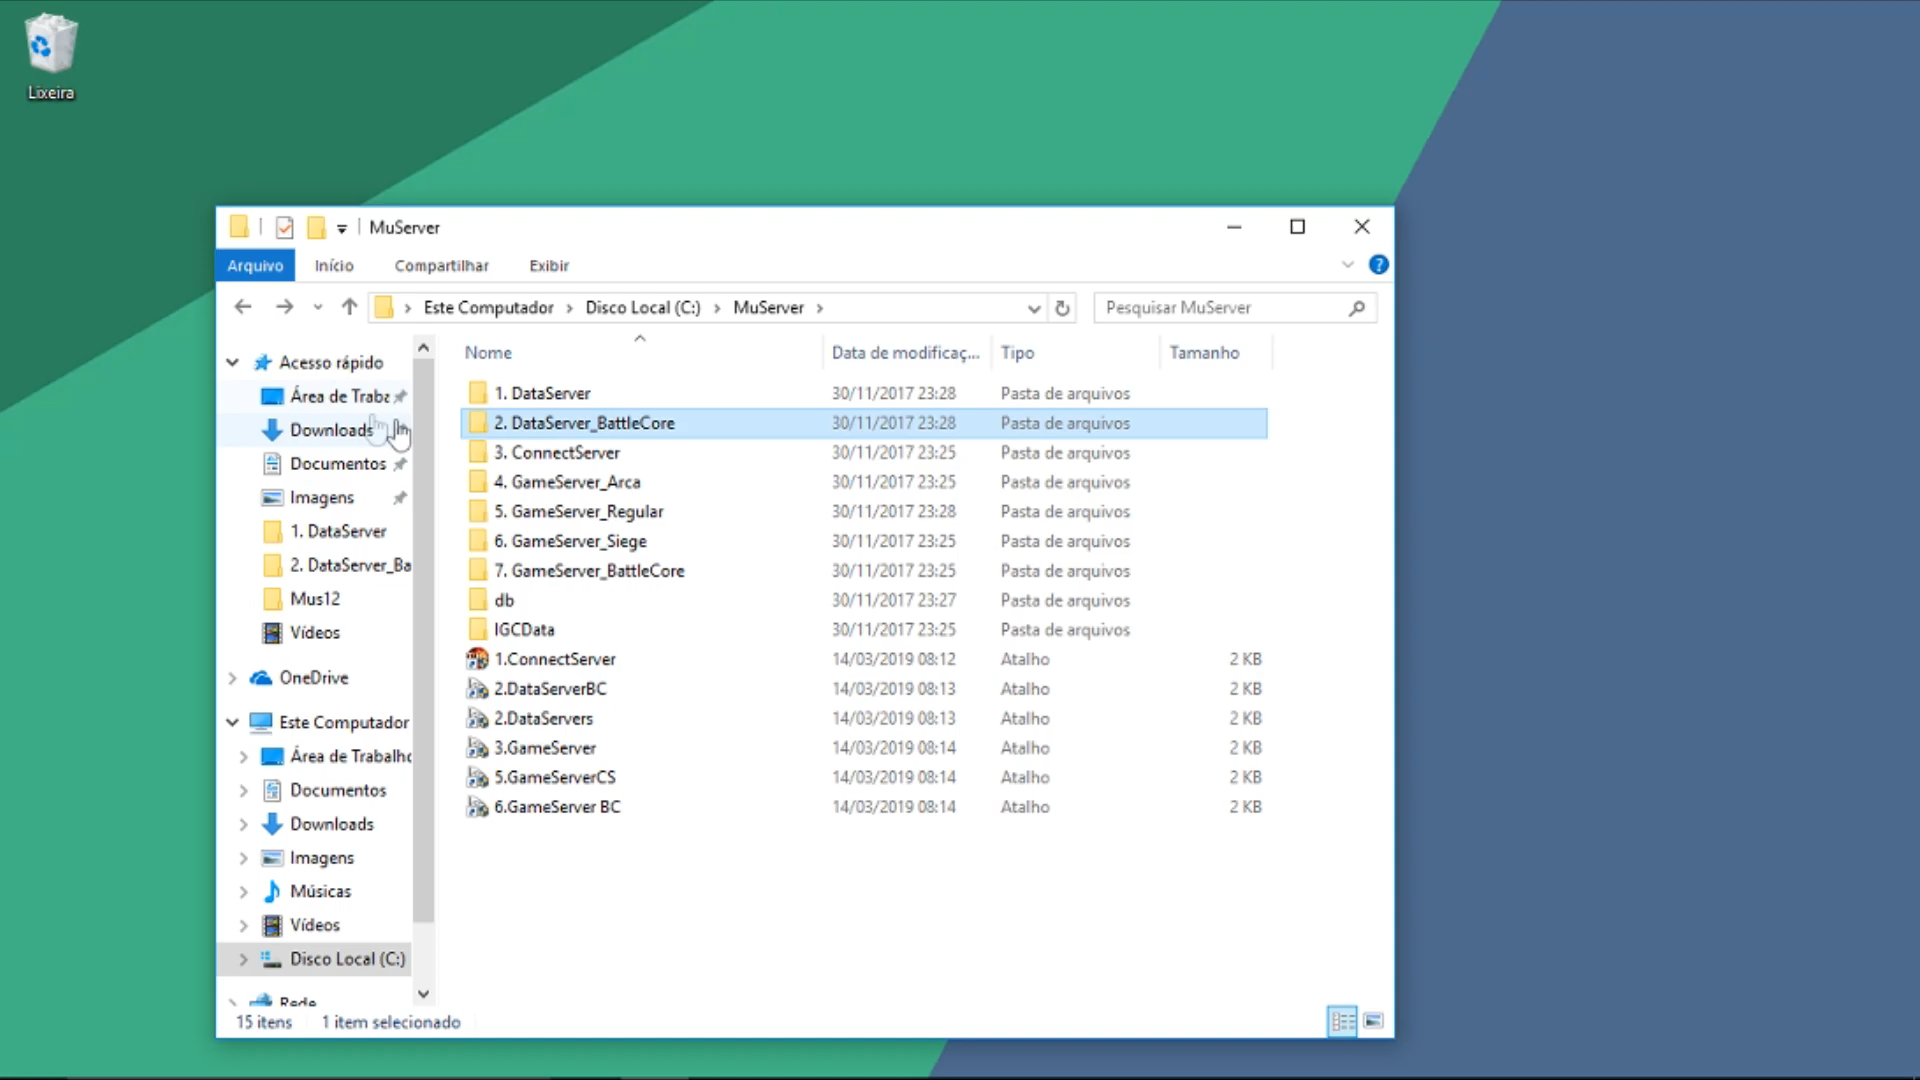 Lixeira
MuServer
Arquivo Início Compartilhar Exibir
Este Computador Disco Local (C:) MuServer
Pesquisar MuServer
Nome Data de modificaç... Tipo Tamanho
Acesso rápido
Área de Traba
Downloads
Documentos
Imagens
1. DataServer
2. DataServer_Ba
Mus12
Vídeos
OneDrive
Este Computador
Área de Trabalho
Documentos
Downloads
Imagens
Músicas
Vídeos
Disco Local (C:)
Rede
1. DataServer 30/11/2017 23:28 Pasta de arquivos
2. DataServer_BattleCore 30/11/2017 23:28 Pasta de arquivos
3. ConnectServer 30/11/2017 23:25 Pasta de arquivos
4. GameServer_Arca 30/11/2017 23:25 Pasta de arquivos
5. GameServer_Regular 30/11/2017 23:28 Pasta de arquivos
6. GameServer_Siege 30/11/2017 23:25 Pasta de arquivos
7. GameServer_BattleCore 30/11/2017 23:25 Pasta de arquivos
db 30/11/2017 23:27 Pasta de arquivos
IGCData 30/11/2017 23:25 Pasta de arquivos
1.ConnectServer 14/03/2019 08:12 Atalho 2 KB
2.DataServerBC 14/03/2019 08:13 Atalho 2 KB
2.DataServers 14/03/2019 08:13 Atalho 2 KB
3.GameServer 14/03/2019 08:14 Atalho 2 KB
5.GameServerCS 14/03/2019 08:14 Atalho 2 KB
6.GameServer BC 14/03/2019 08:14 Atalho 2 KB
15 itens 1 item selecionado